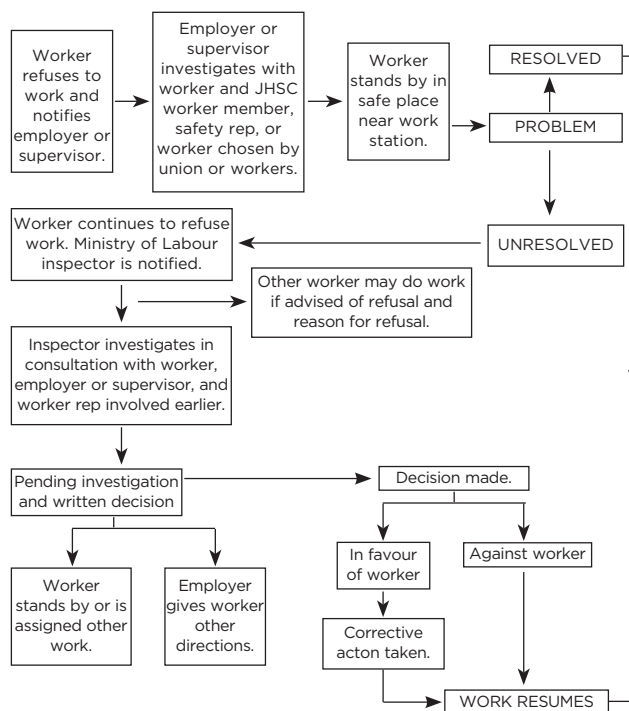 Worker
refuses to
work and
notifies
employer or
supervisor.
Employer or
supervisor
investigates with
worker and JHSC
worker member,
safety rep, or
worker chosen by
union or workers.
Worker
stands by in
safe place
near work
station.
RESOLVED
PROBLEM
UNRESOLVED
Worker continues to refuse
work. Ministry of Labour
inspector is notified.
Other worker may do work
if advised of refusal and
reason for refusal.
Inspector investigates in
consultation with worker,
employer or supervisor, and
worker rep involved earlier.
Pending investigation
and written decision
Decision made.
Worker
stands by or is
assigned other
work.
Employer
gives worker
other
directions.
In favour
of worker
Against worker
Corrective
acton taken.
WORK RESUMES